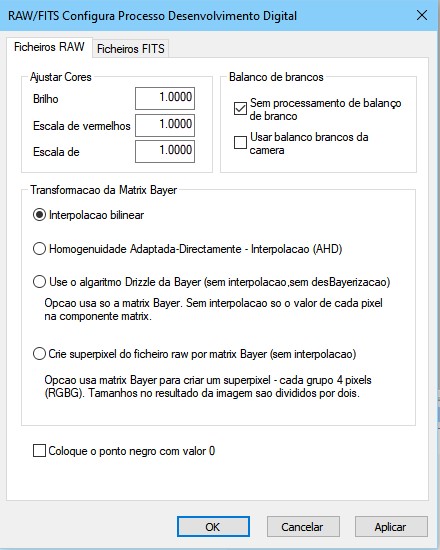 RAW/FITS Configura Processo Desenvolvimento Digital
Ficheiros RAW
Ficheiros FITS
Ajustar Cores
Brilho
1.0000
Escala de vermelhos
1.0000
Escala de
1.0000
Balanco de brancos
Sem processamento de balanço
de branco
Usar balanco brancos da
camera
Transformacao da Matrix Bayer
Interpolacao bilinear
Homogenuidade Adaptada-Directamente - Interpolacao (AHD)
Use o algaritmo Drizzle da Bayer (sem interpolacao,sem desBayerizacao)
Opcao usa so a matrix Bayer. Sem interpolacao so o valor de cada pixel
na componente matrix.
Crie superpixel do ficheiro raw por matrix Bayer (sem interpolacao)
Opcao usa matrix Bayer para criar um superpixel - cada grupo 4 pixels
(RGBG). Tamanhos no resultado da imagem sao divididos por dois.
Coloque o ponto negro com valor 0
OK
Cancelar
Aplicar